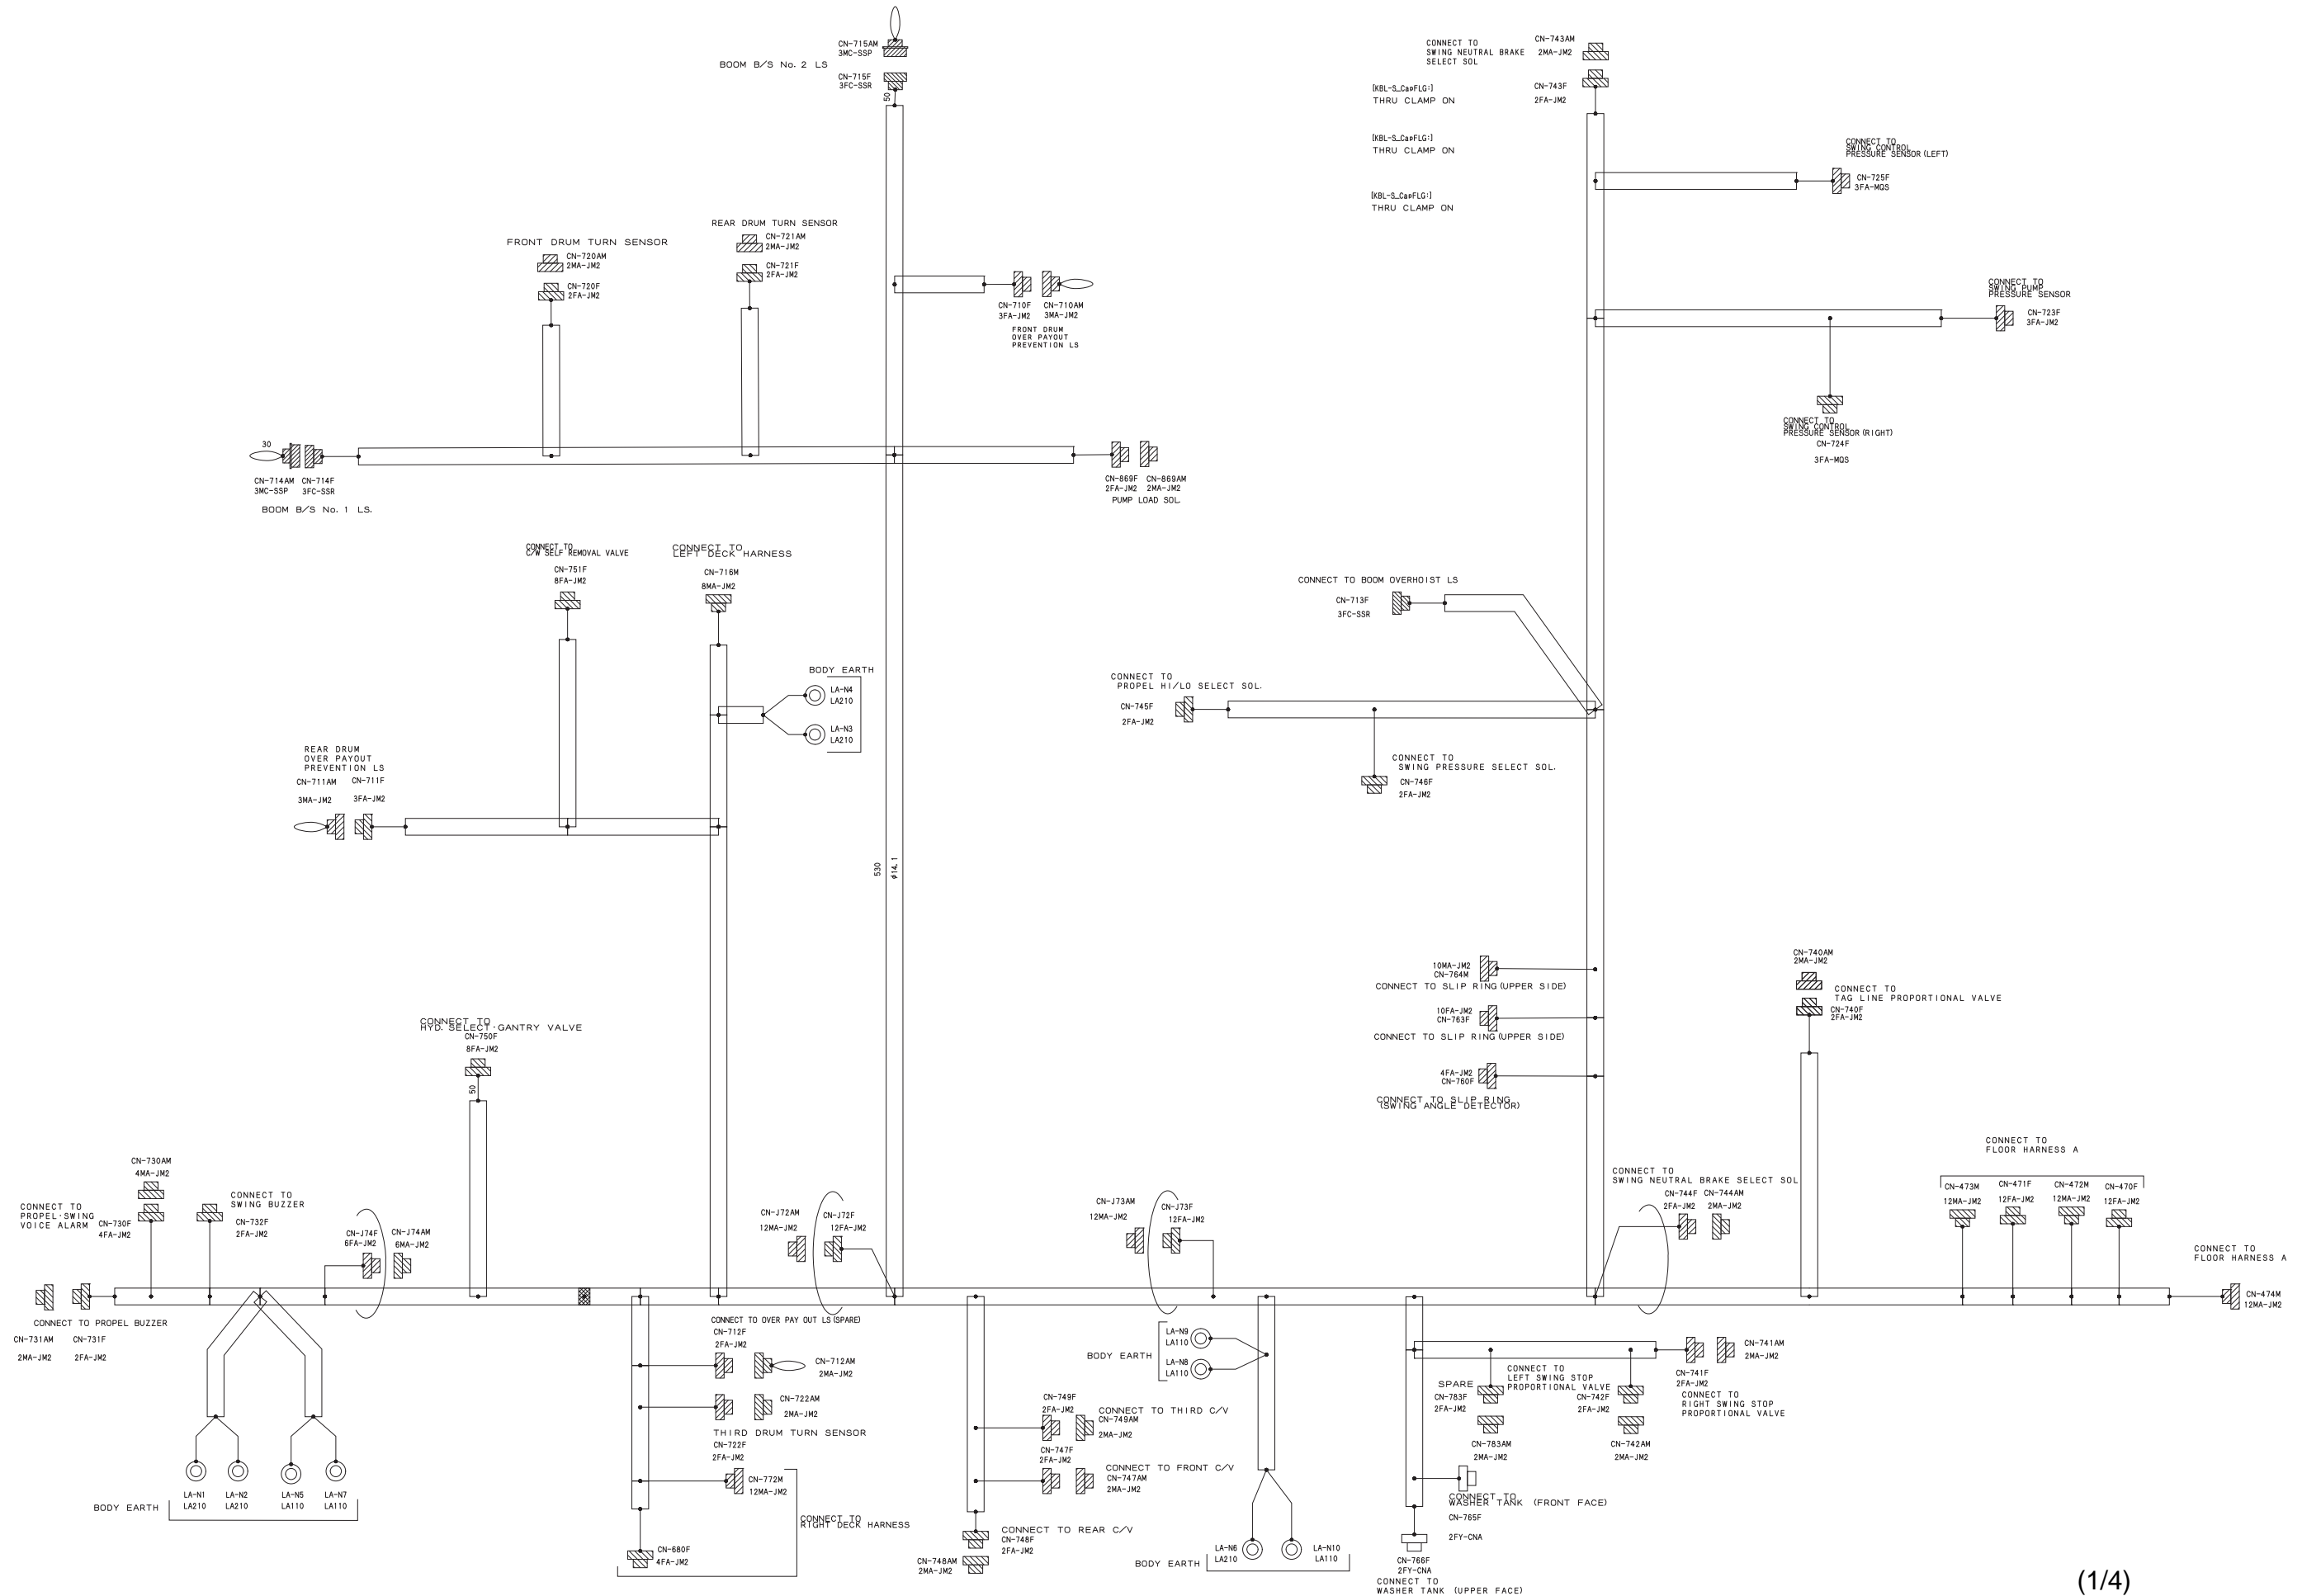 CN-715AM
3MC-SSP
BOOM B/S No. 2 LS
CN-715F
3FC-SSR
50
CONNECT TO
SWING NEUTRAL BRAKE
SELECT SOL
CN-743AM
2MA-JM2
CN-743F
2FA-JM2
[KBL-S_CapFLG:]
THRU CLAMP ON
[KBL-S_CapFLG:]
THRU CLAMP ON
[KBL-S_CapFLG:]
THRU CLAMP ON
CONNECT TO
SWING CONTROL
PRESSURE SENSOR (LEFT)
CN-725F
3FA-MQS
REAR DRUM TURN SENSOR
CN-721AM
2MA-JM2
CN-721F
2FA-JM2
FRONT DRUM TURN SENSOR
CN-720AM
2MA-JM2
CN-720F
2FA-JM2
CN-710F
3FA-JM2
CN-710AM
3MA-JM2
FRONT DRUM
OVER PAYOUT
PREVENTION LS
CONNECT TO
SWING PUMP
PRESSURE SENSOR
CN-723F
3FA-JM2
CONNECT TO
SWING CONTROL
PRESSURE SENSOR (RIGHT)
CN-724F
3FA-MQS
30
CN-714AM
3MC-SSP
CN-714F
3FC-SSR
BOOM B/S No. 1 LS.
CN-869F
2FA-JM2
CN-869AM
2MA-JM2
PUMP LOAD SOL.
CONNECT TO
C/W SELF REMOVAL VALVE
CN-751F
8FA-JM2
CONNECT TO
LEFT DECK HARNESS
CN-716M
8MA-JM2
CONNECT TO BOOM OVERHOIST LS
CN-713F
3FC-SSR
BODY EARTH
LA-N4
LA210
LA-N3
LA210
CONNECT TO
PROPEL HI/LO SELECT SOL.
CN-745F
2FA-JM2
CONNECT TO
SWING PRESSURE SELECT SOL.
CN-746F
2FA-JM2
REAR DRUM
OVER PAYOUT
PREVENTION LS
CN-711AM
3MA-JM2
CN-711F
3FA-JM2
530
φ14.1
10MA-JM2
CN-764M
CONNECT TO SLIP RING (UPPER SIDE)
10FA-JM2
CN-763F
CONNECT TO SLIP RING (UPPER SIDE)
4FA-JM2
CN-760F
CONNECT TO SLIP RING
(SWING ANGLE DETECTOR)
CN-740AM
2MA-JM2
CONNECT TO
TAG LINE PROPORTIONAL VALVE
CN-740F
2FA-JM2
CONNECT TO
HYD. SELECT·GANTRY VALVE
CN-750F
8FA-JM2
50
CONNECT TO
FLOOR HARNESS A
CN-473M
12MA-JM2
CN-471F
12FA-JM2
CN-472M
12MA-JM2
CN-470F
12FA-JM2
CONNECT TO
SWING NEUTRAL BRAKE SELECT SOL
CN-744F
2FA-JM2
CN-744AM
2MA-JM2
CN-730AM
4MA-JM2
CONNECT TO
PROPEL·SWING
VOICE ALARM
CN-730F
4FA-JM2
CONNECT TO
SWING BUZZER
CN-732F
2FA-JM2
CN-J74F
6FA-JM2
CN-J74AM
6MA-JM2
CN-J72AM
12MA-JM2
CN-J72F
12FA-JM2
CN-J73AM
12MA-JM2
CN-J73F
12FA-JM2
CONNECT TO
FLOOR HARNESS A
CN-474M
12MA-JM2
CONNECT TO PROPEL BUZZER
CN-731AM
2MA-JM2
CN-731F
2FA-JM2
CONNECT TO OVER PAY OUT LS (SPARE)
CN-712F
2FA-JM2
CN-712AM
2MA-JM2
CN-722AM
2MA-JM2
THIRD DRUM TURN SENSOR
CN-722F
2FA-JM2
CN-772M
12MA-JM2
CONNECT TO
RIGHT DECK HARNESS
CN-680F
4FA-JM2
BODY EARTH
LA-N9
LA110
LA-N8
LA110
CN-749F
2FA-JM2
CONNECT TO THIRD C/V
CN-749AM
2MA-JM2
CN-747F
2FA-JM2
CONNECT TO FRONT C/V
CN-747AM
2MA-JM2
CONNECT TO REAR C/V
CN-748F
2FA-JM2
CN-748AM
2MA-JM2
BODY EARTH
LA-N6
LA210
LA-N10
LA110
CN-741AM
2MA-JM2
CN-741F
2FA-JM2
CONNECT TO
RIGHT SWING STOP
PROPORTIONAL VALVE
CONNECT TO
LEFT SWING STOP
PROPORTIONAL VALVE
SPARE
CN-783F
2FA-JM2
CN-742F
2FA-JM2
CN-783AM
2MA-JM2
CN-742AM
2MA-JM2
CONNECT TO
WASHER TANK (FRONT FACE)
CN-765F
2FY-CNA
CN-766F
2FY-CNA
CONNECT TO
WASHER TANK (UPPER FACE)
LA-N1
LA210
LA-N2
LA210
LA-N5
LA110
LA-N7
LA110
BODY EARTH
(1/4)